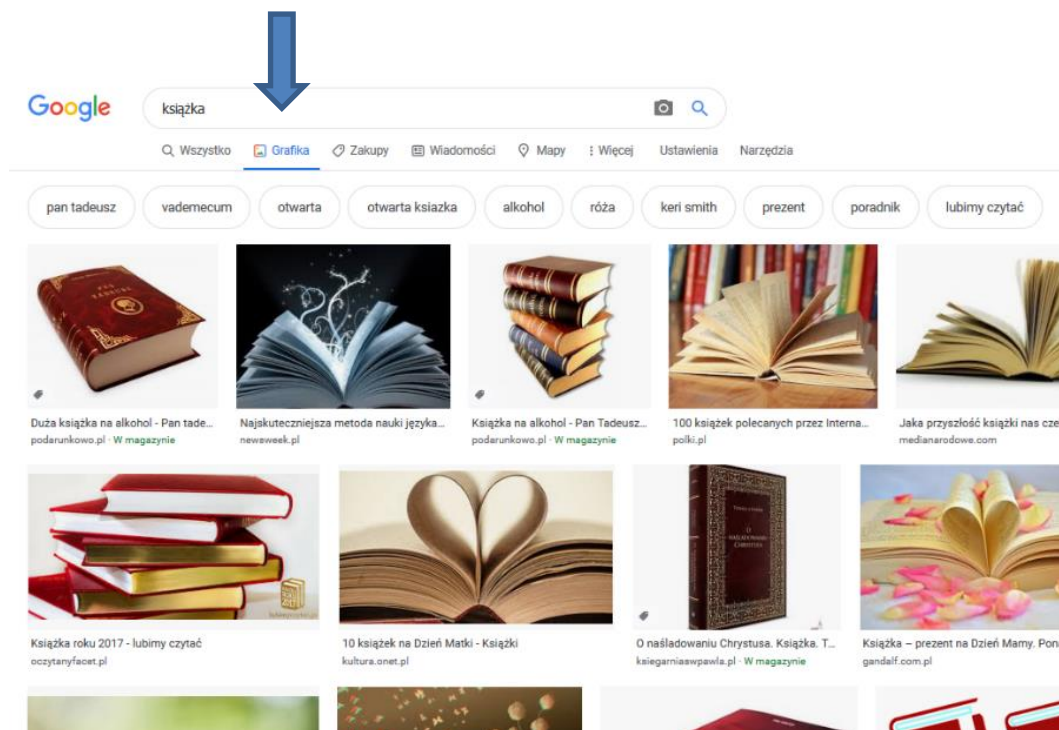 Google
książka
Wszystko Grafika Zakupy Wiadomości Mapy Więcej Ustawienia Narzędzia
pan tadeusz vademecum otwarta otwarta ksiazka alkohol róża keri smith prezent poradnik lubimy czytać
PAN TADEUSZ
Duża książka na alkohol - Pan tade... Najskuteczniejsza metoda nauki języka... Książka na alkohol - Pan Tadeusz... 100 książek polecanych przez Interna... Jaka przyszłość książki nas cze
podarunkowo.pl · W magazynie newsweek.pl podarunkowo.pl · W magazynie polki.pl medianarodowe.com
O
NAŚLADOWANIU
CHRYSTUSA
Książka roku 2017 - lubimy czytać 10 książek na Dzień Matki - Książki O naśladowaniu Chrystusa. Książka. T... Książka – prezent na Dzień Mamy. Pon
oczytanyfacet.pl kultura.onet.pl ksiegarniaswpawla.pl · W magazynie gandalf.com.pl